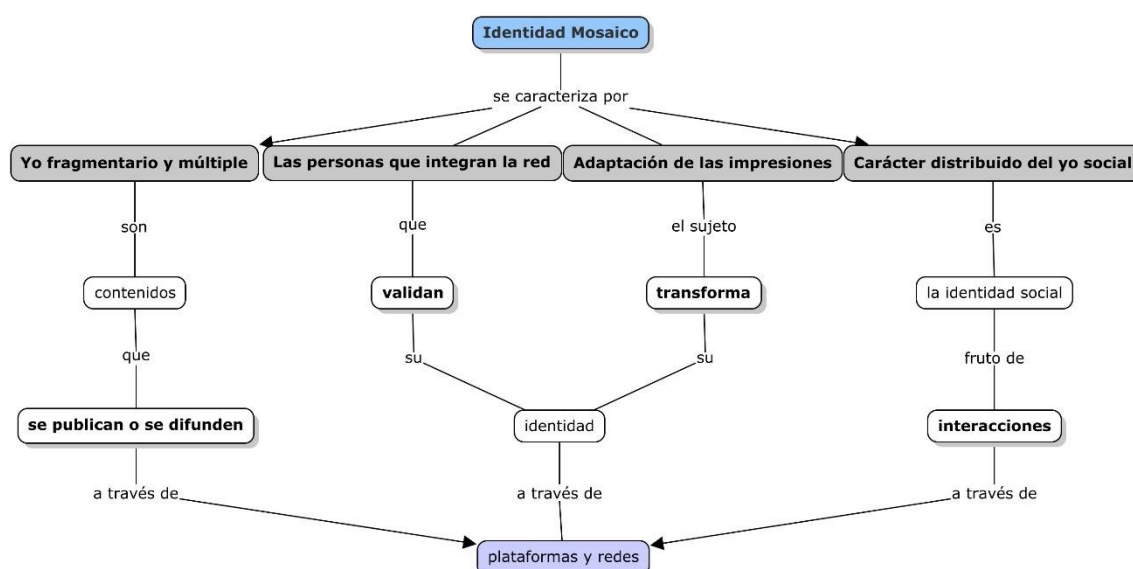 Identidad Mosaico
se caracteriza por
Yo fragmentario y múltiple
Las personas que integran la red
Adaptación de las impresiones
Carácter distribuido del yo social
son
que
el sujeto
es
contenidos
validan
transforma
la identidad social
que
su
su
fruto de
se publican o se difunden
identidad
interacciones
a través de
a través de
a través de
plataformas y redes